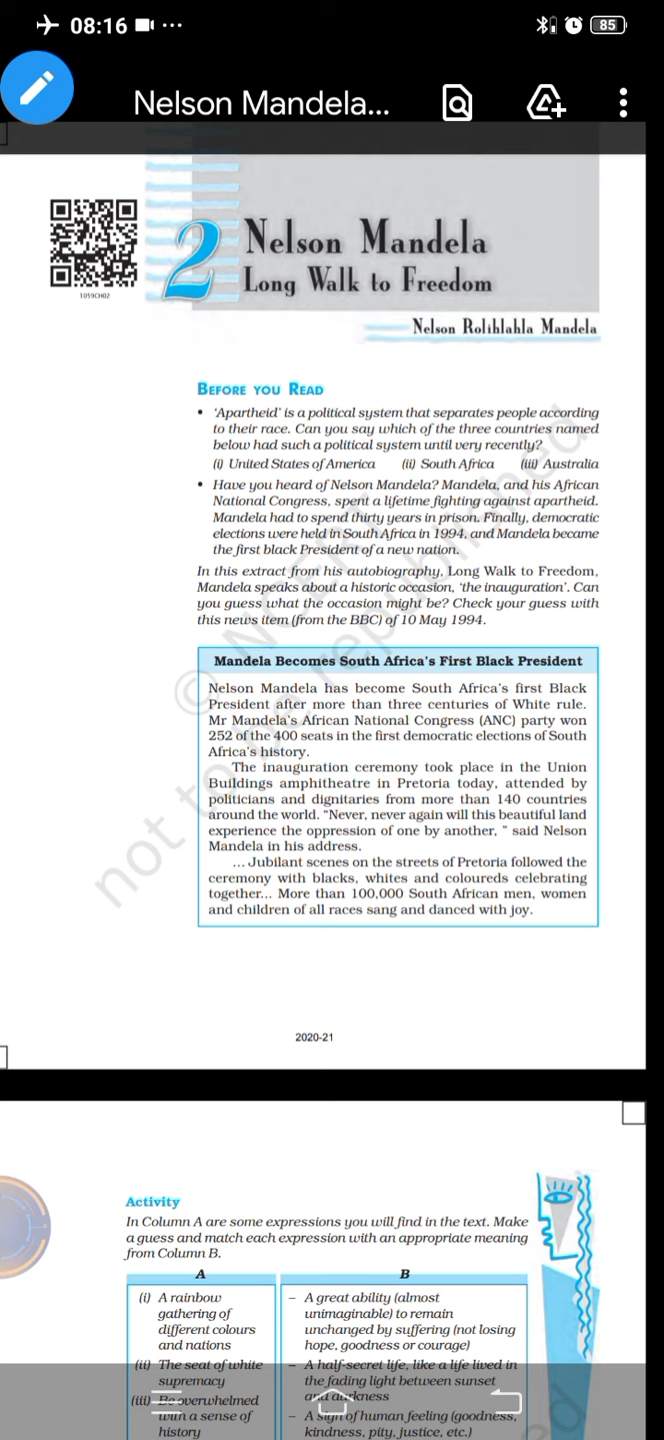 08:16
85
Nelson Mandela...
1059CH02
2 Nelson Mandela
Long Walk to Freedom
Nelson Rolihlahla Mandela
BEFORE YOU READ
• 'Apartheid' is a political system that separates people according
to their race. Can you say which of the three countries named
below had such a political system until very recently?
(i) United States of America (ii) South Africa (iii) Australia
• Have you heard of Nelson Mandela? Mandela, and his African
National Congress, spent a lifetime fighting against apartheid.
Mandela had to spend thirty years in prison. Finally, democratic
elections were held in South Africa in 1994, and Mandela became
the first black President of a new nation.
In this extract from his autobiography, Long Walk to Freedom,
Mandela speaks about a historic occasion, 'the inauguration'. Can
you guess what the occasion might be? Check your guess with
this news item (from the BBC) of 10 May 1994.
Mandela Becomes South Africa's First Black President
Nelson Mandela has become South Africa's first Black
President after more than three centuries of White rule.
Mr Mandela's African National Congress (ANC) party won
252 of the 400 seats in the first democratic elections of South
Africa's history.
The inauguration ceremony took place in the Union
Buildings amphitheatre in Pretoria today, attended by
politicians and dignitaries from more than 140 countries
around the world. "Never, never again will this beautiful land
experience the oppression of one by another, " said Nelson
Mandela in his address.
... Jubilant scenes on the streets of Pretoria followed the
ceremony with blacks, whites and coloureds celebrating
together... More than 100,000 South African men, women
and children of all races sang and danced with joy.
© NCERT
not to be republished
2020-21
Activity
In Column A are some expressions you will find in the text. Make
a guess and match each expression with an appropriate meaning
from Column B.
A
B
(i) A rainbow
gathering of
different colours
and nations
(ii) The seat of white
supremacy
(iii) Be overwhelmed
with a sense of
history
– A great ability (almost
unimaginable) to remain
unchanged by suffering (not losing
hope, goodness or courage)
– A half-secret life, like a life lived in
the fading light between sunset
and darkness
– A sign of human feeling (goodness,
kindness, pity, justice, etc.)